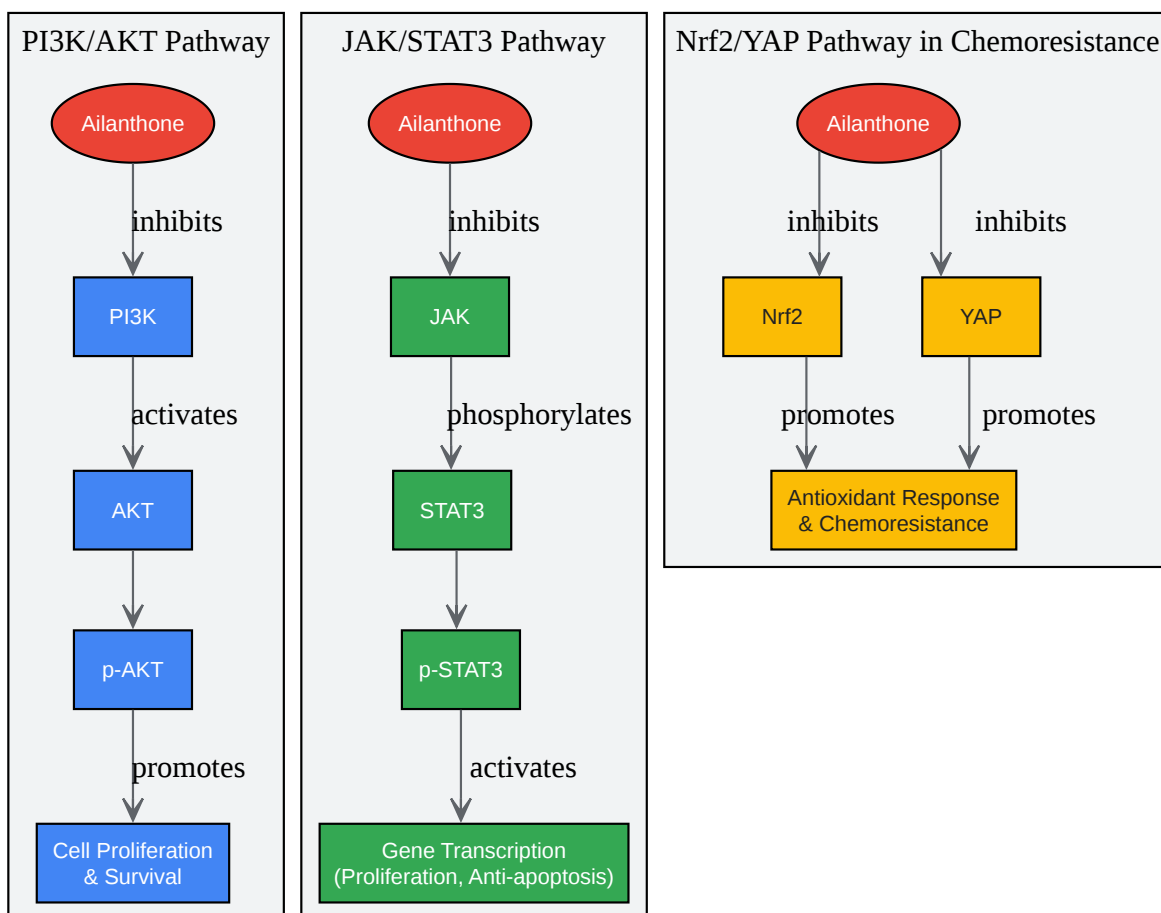 PI3K/AKT Pathway
Ailanthone
inhibits
PI3K
activates
AKT
p-AKT
promotes
Cell Proliferation
& Survival
JAK/STAT3 Pathway
Ailanthone
inhibits
JAK
phosphorylates
STAT3
p-STAT3
activates
Gene Transcription
(Proliferation, Anti-apoptosis)
Nrf2/YAP Pathway in Chemoresistance
Ailanthone
inhibits
inhibits
Nrf2
YAP
promotes
promotes
Antioxidant Response
& Chemoresistance